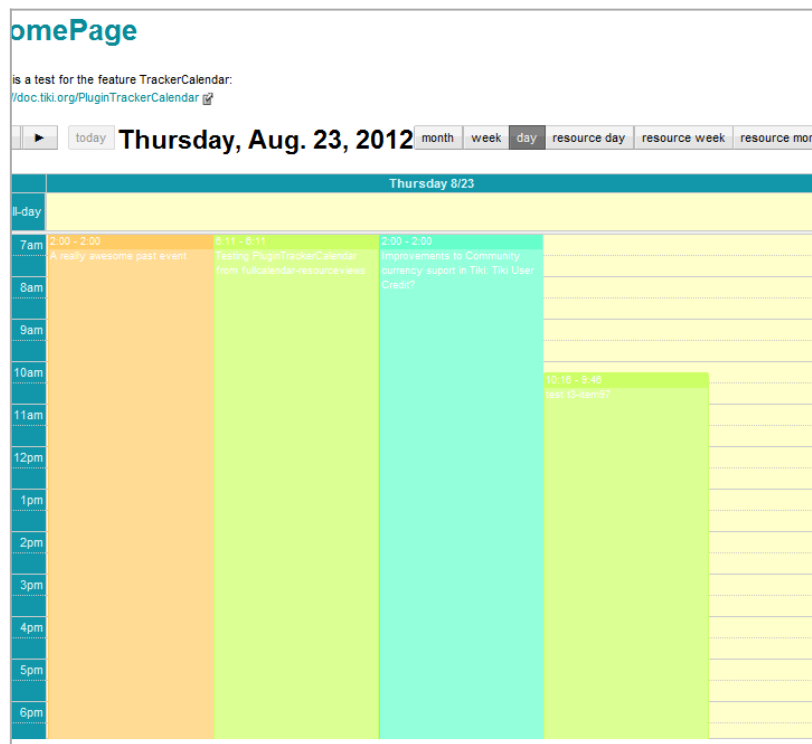 omePage
is a test for the feature TrackerCalendar:
//doc.tiki.org/PluginTrackerCalendar
today Thursday, Aug. 23, 2012 month week day resource day resource week resource mon
Thursday 8/23
ll-day
7am
2:00 - 2:00
A really awesome past event
6:11 - 6:11
Testing PluginTrackerCalendar
from fullcalendar-resourceviews
2:00 - 2:00
Improvements to Community
currency suport in Tiki: Tiki User
Credit?
8am
9am
10am
10:16 - 9:46
test t3-item97
11am
12pm
1pm
2pm
3pm
4pm
5pm
6pm